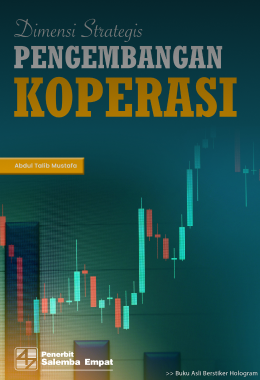 Dimensi Strategis
PENGEMBANGAN
KOPERASI
Abdul Talib Mustafa
Penerbit
Salemba Empat
>> Buku Asli Berstiker Hologram